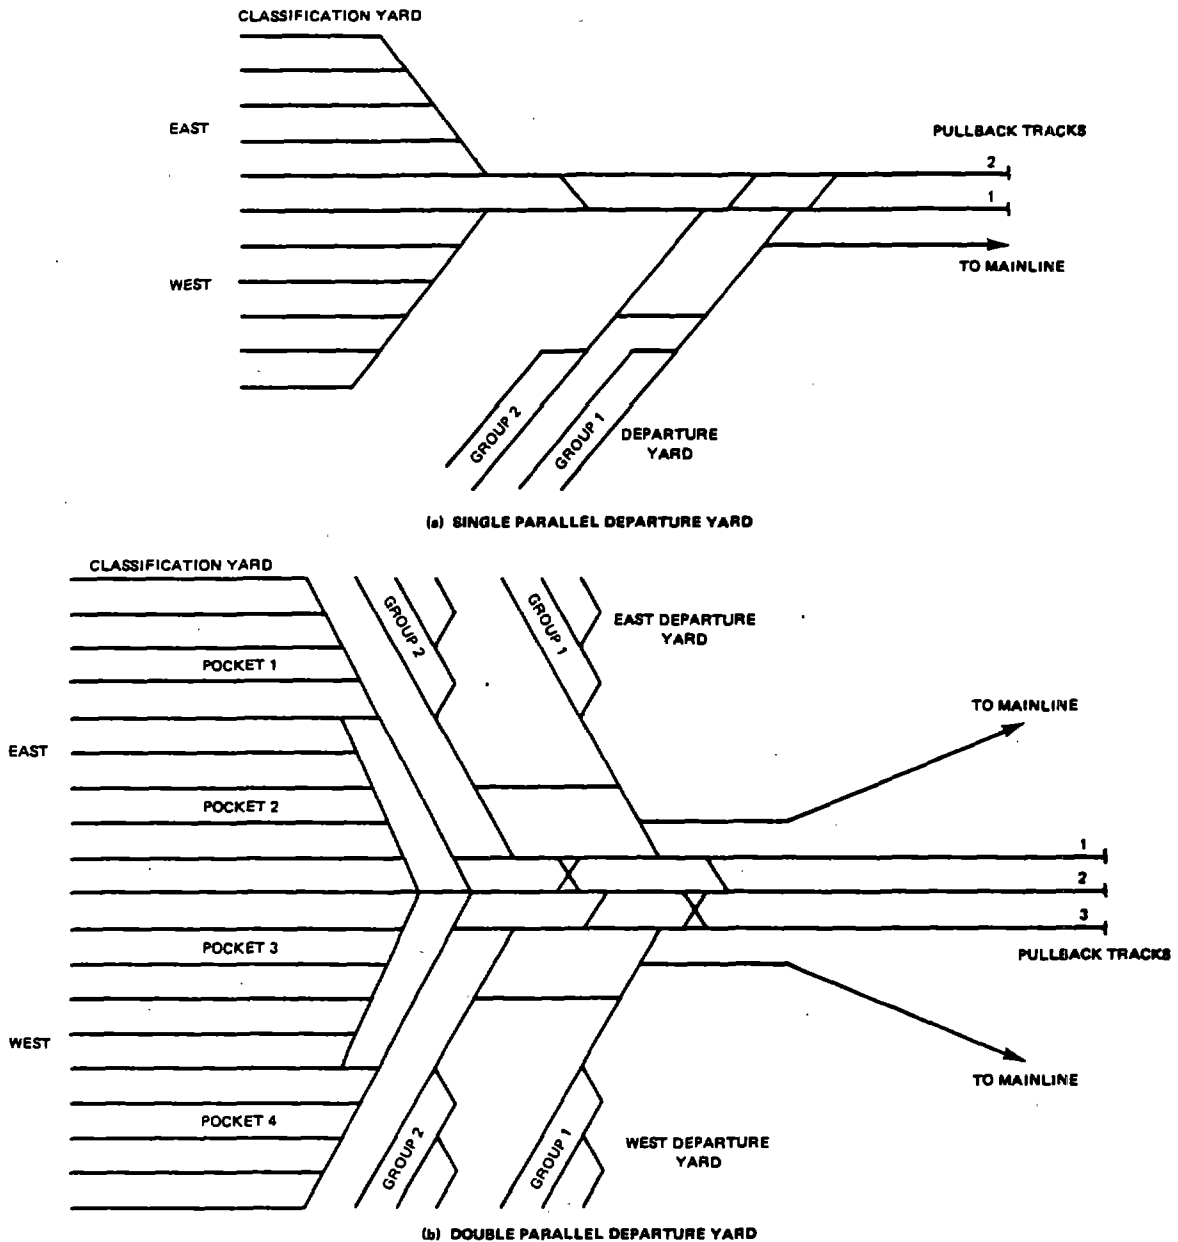 CLASSIFICATION YARD
EAST
PULLBACK TRACKS
2
1
WEST
TO MAINLINE
GROUP 2
GROUP 1
DEPARTURE
YARD
(a) SINGLE PARALLEL DEPARTURE YARD
CLASSIFICATION YARD
GROUP 2
GROUP 1
EAST DEPARTURE
YARD
POCKET 1
TO MAINLINE
EAST
POCKET 2
1
2
3
POCKET 3
PULLBACK TRACKS
WEST
TO MAINLINE
POCKET 4
GROUP 2
GROUP 1
WEST DEPARTURE
YARD
(b) DOUBLE PARALLEL DEPARTURE YARD